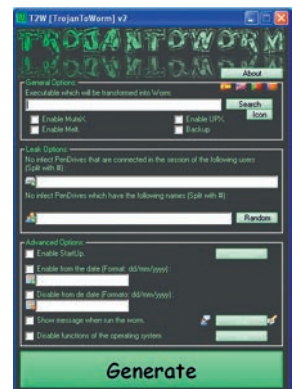 T2W [TrojanToWorm] v2
TROJANTOWORM
About
General Options:
Executable which will be transformed into Worm.
Search
Icon
Enable MuteX.
Enable UPX.
Enable Melt.
Backup
Leak Options:
No infect PenDrives that are connected in the session of the following users
(Split with #):
No infect PenDrives which have the following names (Split with #):
Random
Advanced Options:
Enable StartUp.
Enable from the date (Format: dd/mm/yyyy):
Disable from de date (Formato: dd/mm/yyyy):
Show message when run the worm.
Disable functions of the operating system.
Generate